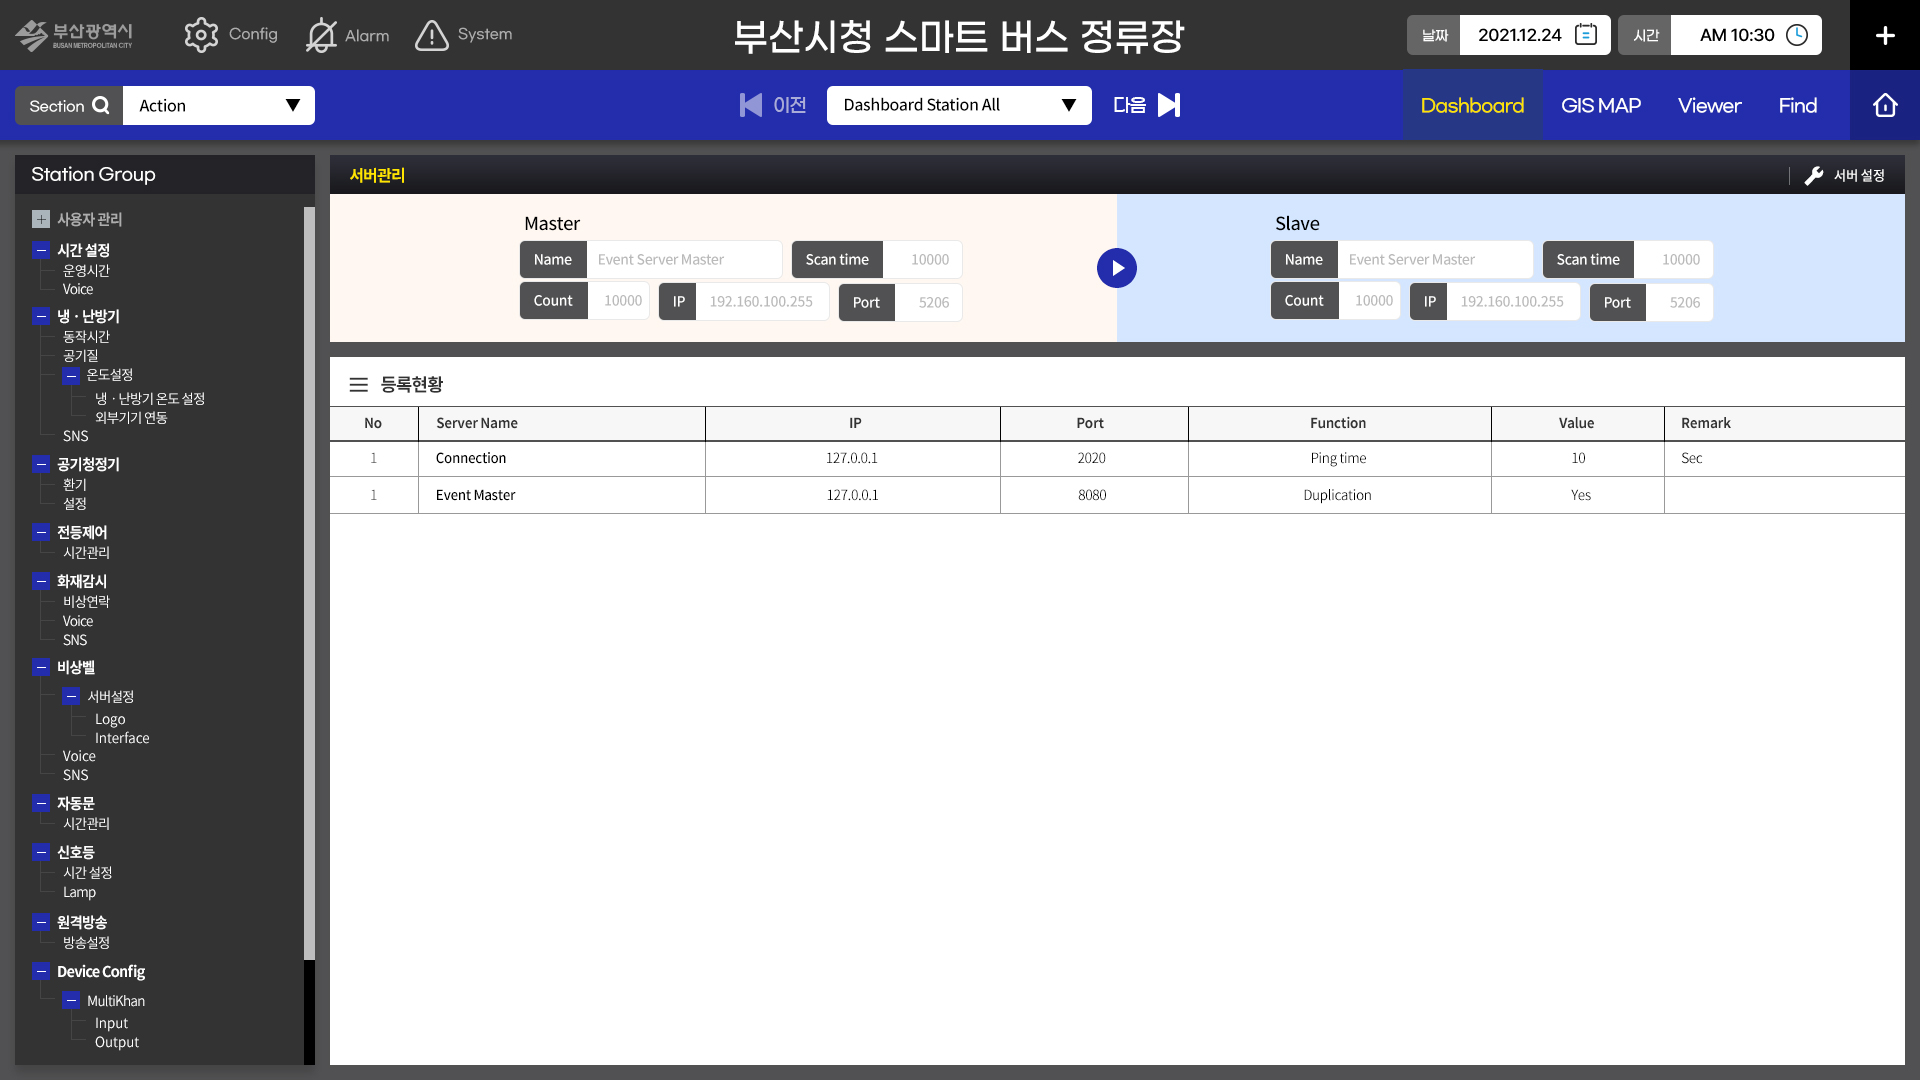 부산광역시
BUSAN METROPOLITAN CITY
Config
Alarm
System
부산시청 스마트 버스 정류장
날짜 2021.12.24
시간 AM 10:30
Section Action
이전
Dashboard Station All
다음
Dashboard
GIS MAP
Viewer
Find
Station Group
사용자 관리
시간 설정
운영시간
Voice
냉 · 난방기
동작시간
공기질
온도설정
냉 · 난방기 온도 설정
외부기기 연동
SNS
공기청정기
환기
설정
전등제어
시간관리
화재감시
비상연락
Voice
SNS
비상벨
서버설정
Logo
Interface
Voice
SNS
자동문
시간관리
신호등
시간 설정
Lamp
원격방송
방송설정
Device Config
MultiKhan
Input
Output
서버관리
서버 설정
Master
Name Event Server Master Scan time 10000
Count 10000 IP 192.160.100.255 Port 5206
Slave
Name Event Server Master Scan time 10000
Count 10000 IP 192.160.100.255 Port 5206
등록현황
No Server Name IP Port Function Value Remark
1 Connection 127.0.0.1 2020 Ping time 10 Sec
1 Event Master 127.0.0.1 8080 Duplication Yes